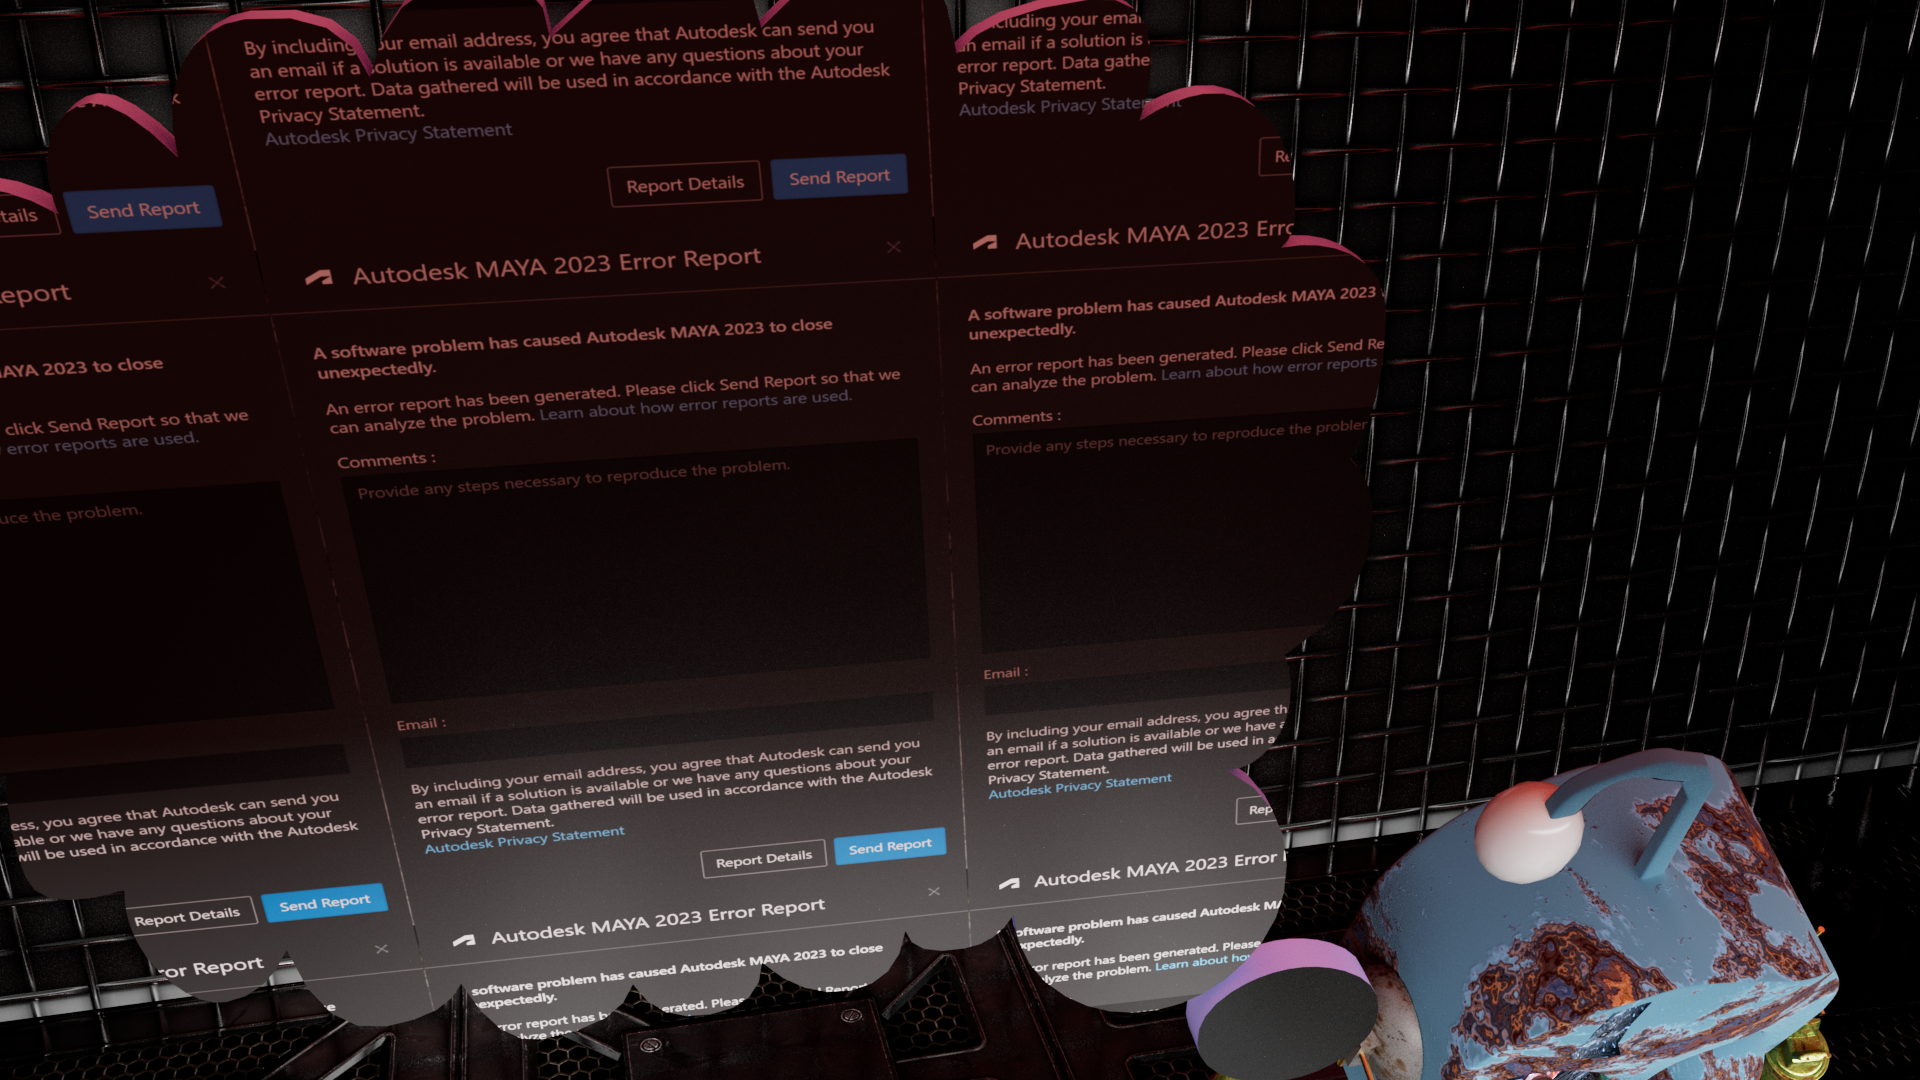 By including your email address, you agree that Autodesk can send you
an email if a solution is available or we have any questions about your
error report. Data gathered will be used in accordance with the Autodesk
Privacy Statement.
Autodesk Privacy Statement
Report Details
Send Report
cluding your emai
an email if a solution is
error report. Data gathe
Privacy Statement.
Autodesk Privacy Statement
Re
tails
Send Report
eport
AYA 2023 to close
click Send Report so that we
error reports are used.
uce the problem.
ess, you agree that Autodesk can send you
able or we have any questions about your
will be used in accordance with the Autodesk
Report Details
Send Report
ror Report
Autodesk MAYA 2023 Error Report
A software problem has caused Autodesk MAYA 2023 to close
unexpectedly.
An error report has been generated. Please click Send Report so that we
can analyze the problem. Learn about how error reports are used.
Comments :
Provide any steps necessary to reproduce the problem.
Email :
By including your email address, you agree that Autodesk can send you
an email if a solution is available or we have any questions about your
error report. Data gathered will be used in accordance with the Autodesk
Privacy Statement.
Autodesk Privacy Statement
Report Details
Send Report
Autodesk MAYA 2023 Error Report
software problem has caused Autodesk MAYA 2023 to close
expectedly.
rror report has b
erated. Pleas
Report
lyze the
Autodesk MAYA 2023 Erro
A software problem has caused Autodesk MAYA 2023
unexpectedly.
An error report has been generated. Please click Send Re
can analyze the problem. Learn about how error reports
Comments :
Provide any steps necessary to reproduce the problem
Email :
By including your email address, you agree th
an email if a solution is available or we have a
error report. Data gathered will be used in a
Privacy Statement.
Autodesk Privacy Statement
Rep
Autodesk MAYA 2023 Error
oftware problem has caused Autodesk MA
xpectedly.
or report has been generated. Please
lyze the problem. Learn about how